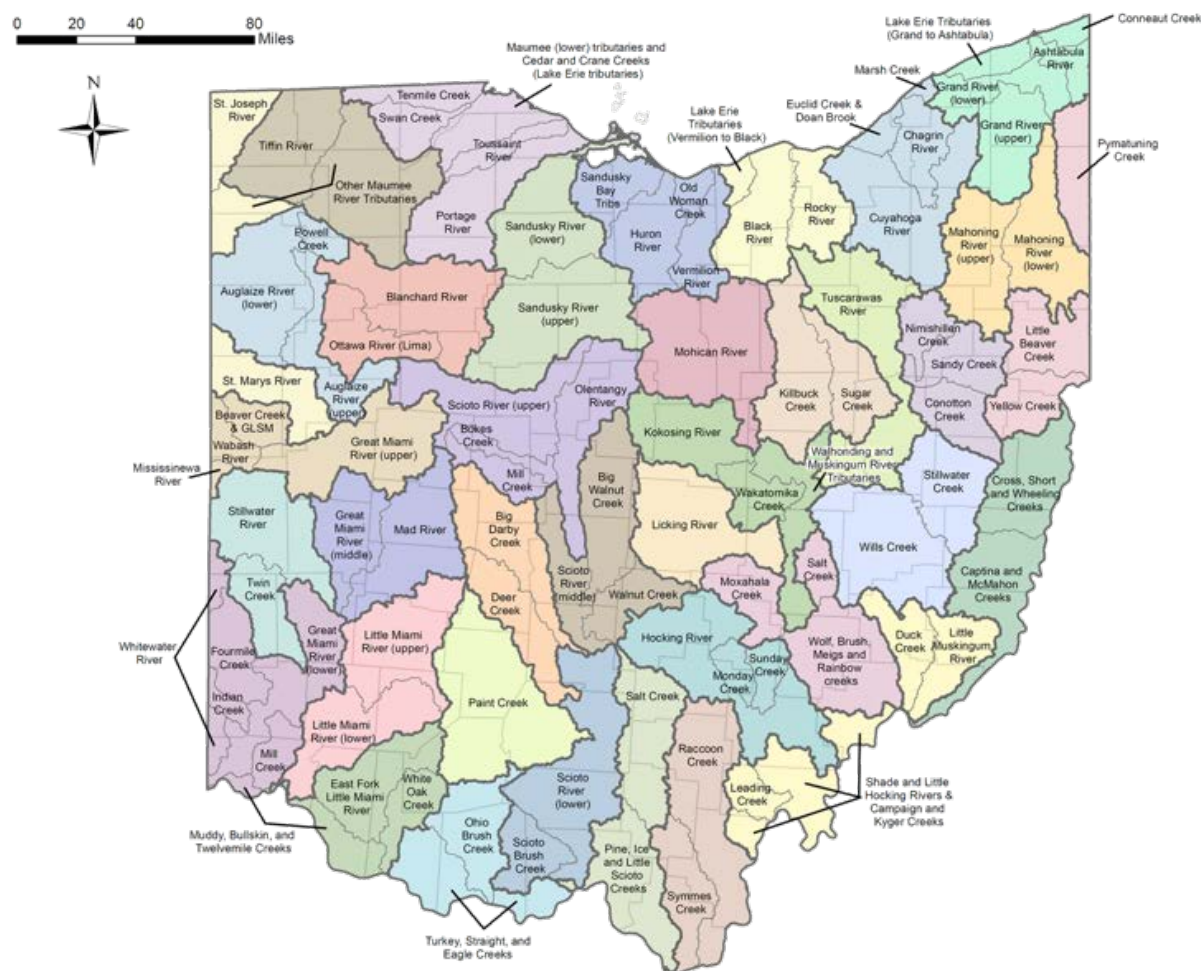 0 20 40 80
Miles
N
Maumee (lower) tributaries and
Cedar and Crane Creeks
(Lake Erie tributaries)
Lake Erie Tributaries
(Grand to Ashtabula)
Conneaut Creek
Ashtabula
River
Marsh Creek
Grand River
(lower)
Euclid Creek &
Doan Brook
Chagrin
River
Grand River
(upper)
Pymatuning
Creek
Lake Erie
Tributaries
(Vermilion to Black)
St. Joseph
River
Tenmile Creek
Swan Creek
Tiffin River
Toussaint
River
Other Maumee
River Tributaries
Sandusky
Bay
Tribs
Old
Woman
Creek
Portage
River
Sandusky River
(lower)
Huron
River
Black
River
Rocky
River
Cuyahoga
River
Mahoning
River
(upper)
Mahoning
River
(lower)
Powell
Creek
Vermilion
River
Auglaize River
(lower)
Blanchard River
Sandusky River
(upper)
Tuscarawas
River
Ottawa River (Lima)
Mohican River
Nimishillen
Creek
Little
Beaver
Creek
Sandy Creek
St. Marys River
Auglaize
River
(upper)
Olentangy
River
Killbuck
Creek
Sugar
Creek
Conotton
Creek
Yellow Creek
Beaver Creek
& GLSM
Scioto River (upper)
Wabash
River
Great Miami
River (upper)
Bokes
Creek
Kokosing River
Walhonding and
Muskingum River
Tributaries
Mississinewa
River
Mill
Creek
Big
Walnut
Creek
Wakatomika
Creek
Stillwater
Creek
Cross, Short
and Wheeling
Creeks
Stillwater
River
Great
Miami
River
(middle)
Mad River
Big
Darby
Creek
Licking River
Wills Creek
Scioto
River
(middle)
Salt
Creek
Captina and
McMahon
Creeks
Twin
Creek
Deer
Creek
Walnut Creek
Moxahala
Creek
Whitewater
River
Fourmile
Creek
Great
Miami
River
(lower)
Little Miami
River (upper)
Hocking River
Wolf, Brush,
Meigs and
Rainbow
creeks
Duck
Creek
Little
Muskingum
River
Sunday
Creek
Monday
Creek
Indian
Creek
Paint Creek
Salt Creek
Little Miami
River (lower)
Mill
Creek
Raccoon
Creek
East Fork
Little Miami
River
White
Oak
Creek
Scioto
River
(lower)
Leading
Creek
Shade and Little
Hocking Rivers &
Campaign and
Kyger Creeks
Muddy, Bullskin, and
Twelvemile Creeks
Ohio
Brush
Creek
Scioto
Brush
Creek
Pine, Ice
and Little
Scioto
Creeks
Symmes
Creek
Turkey, Straight, and
Eagle Creeks